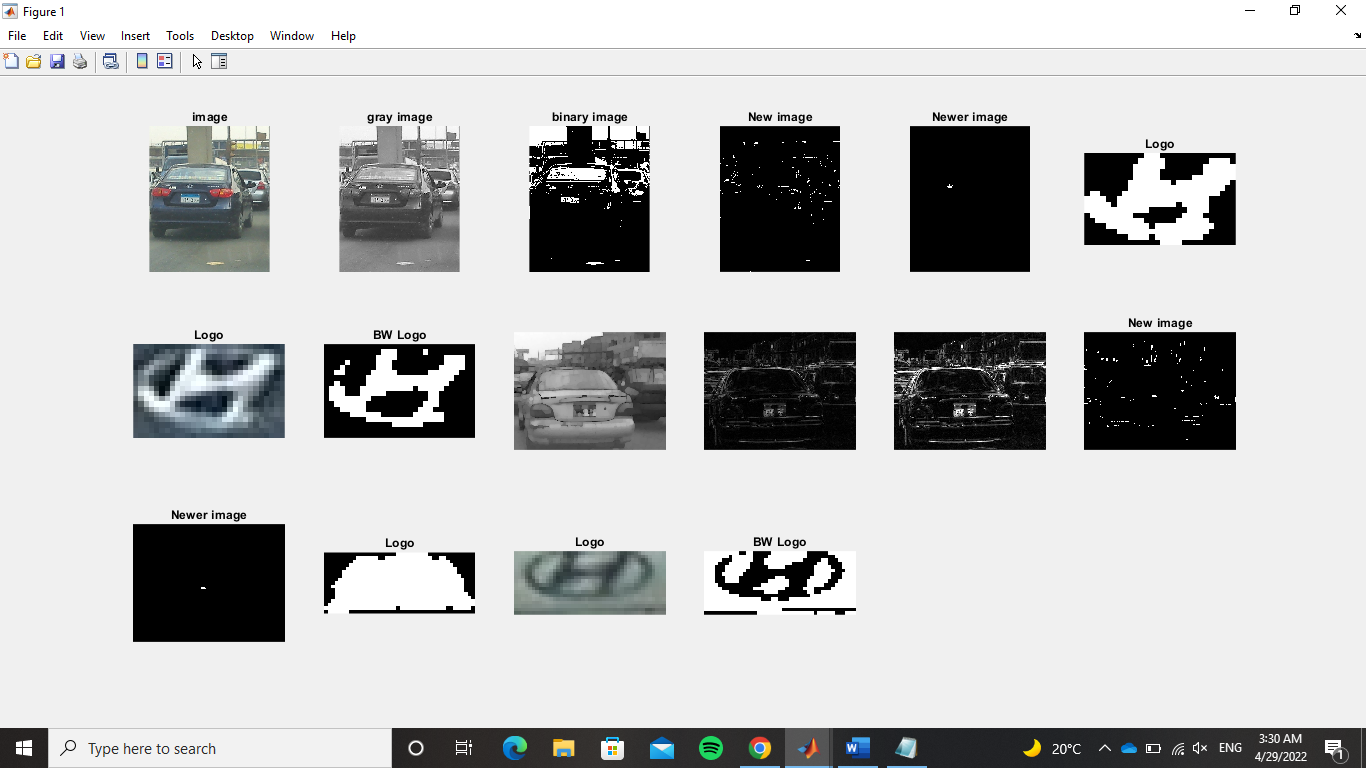 Figure 1
File Edit View Insert Tools Desktop Window Help
image
gray image
binary image
New image
Newer image
Logo
Logo
BW Logo
New image
Newer image
Logo
Logo
BW Logo
Type here to search
20°C
ENG
3:30 AM
4/29/2022
1